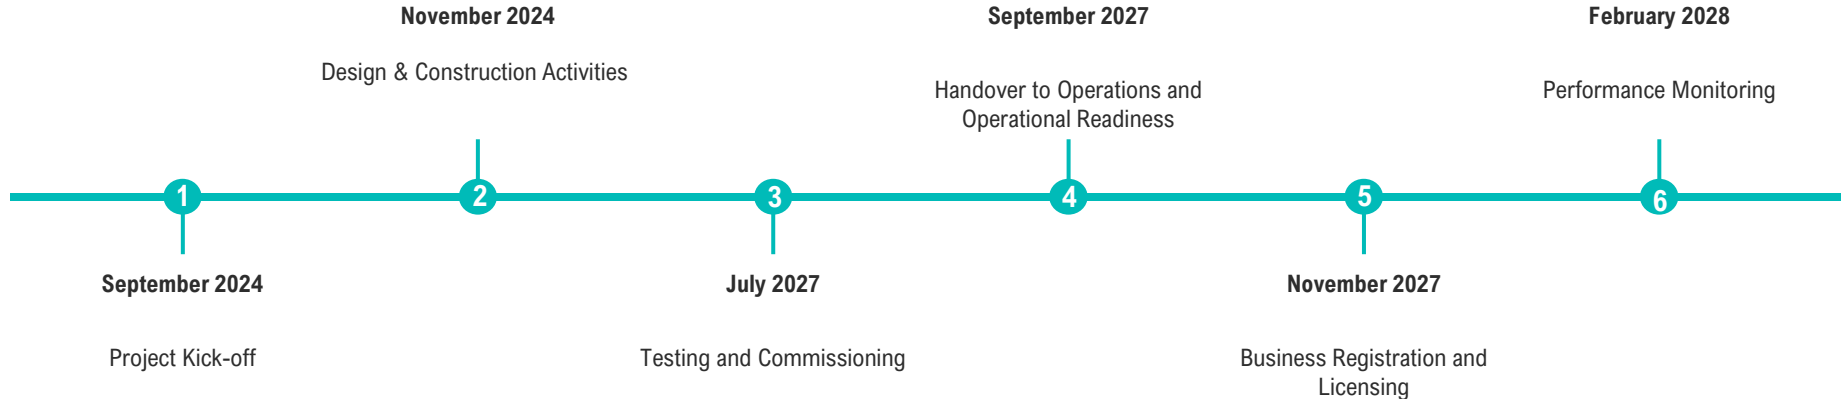 November 2024
Design & Construction Activities
September 2027
Handover to Operations and
Operational Readiness
February 2028
Performance Monitoring
1
2
3
4
5
6
September 2024
Project Kick-off
July 2027
Testing and Commissioning
November 2027
Business Registration and
Licensing